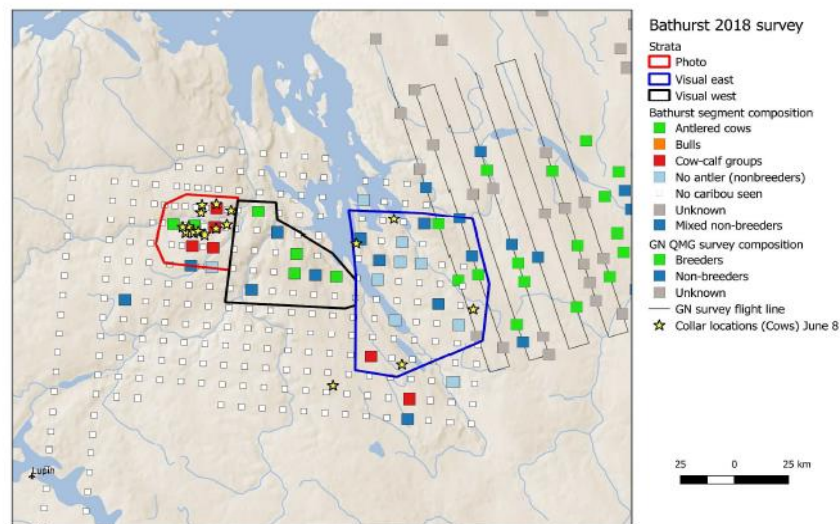 Bathurst 2018 survey
Strata
Photo
Visual east
Visual west
Bathurst segment composition
Antlered cows
Bulls
Cow-calf groups
No antler (nonbreeders)
No caribou seen
Unknown
Mixed non-breeders
GN QMG survey composition
Breeders
Non-breeders
Unknown
GN survey flight line
Collar locations (Cows) June 8
Lupin
25 0 25 km